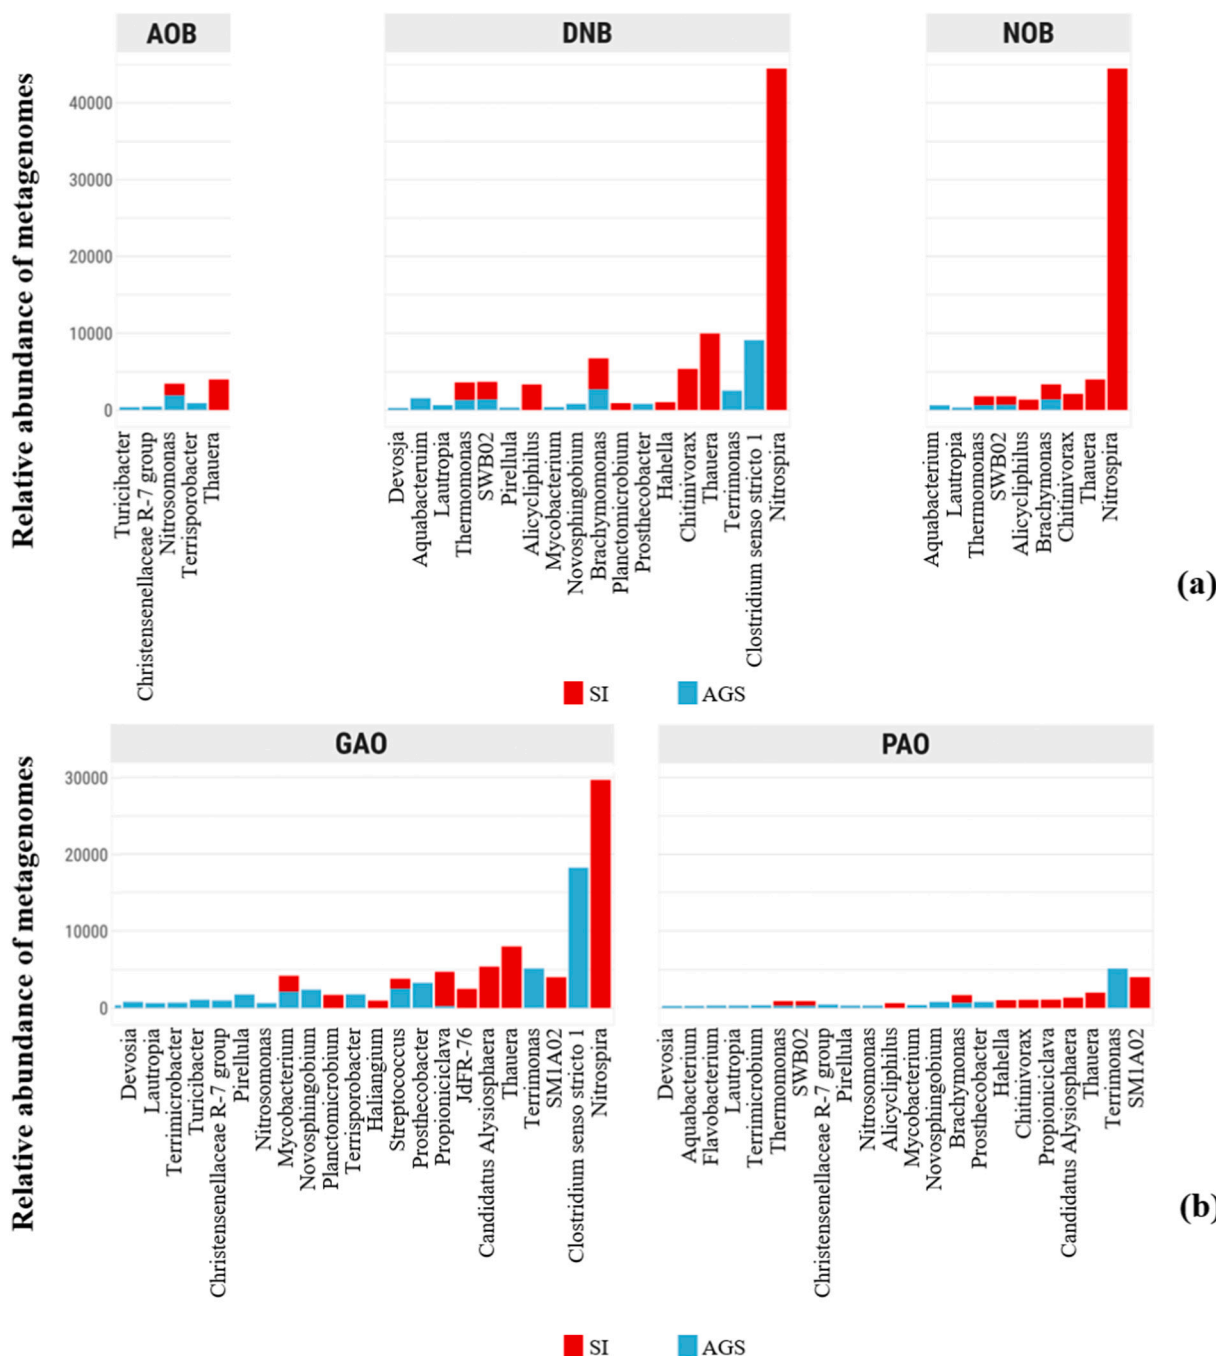 AOB
DNB
NOB
Relative abundance of metagenomes
40000
30000
20000
10000
0
Turicibacter
Christensenellaceae R-7 group
Nitrosomonas
Terrisporobacter
Thauera
Devosja
Aquabacterum
Lautropia
Thermomonas
SWB02
Pirellula
Alicycliphilus
Mycobacterium
Novosphingobium
Brachymomonas
Planctomicrobium
Prosthecobacter
Hahella
Chitinivorax
Thauera
Terrimonas
Clostridium senso stricto 1
Nitrospira
Aquabacterium
Lautropia
Thermomonas
SWB02
Alicycliphilus
Brachymonas
Chitinivorax
Thauera
Nitrospira
(a)
SI
AGS
GAO
PAO
Relative abundance of metagenomes
30000
20000
10000
0
Devosia
Lautropia
Terrimicrobacter
Turicibacter
Christensenellaceae R-7 group
Pirellula
Nitrosomonas
Mycobacterium
Novosphingobium
Planctomicrobium
Terrisporobacter
Haliangium
Streptococcus
Prosthecobacter
Propioniciclava
JdFR-76
Candidatus Alysiosphaera
Thauera
Terrimonas
SM1A02
Clostridium senso stricto 1
Nitrospira
Devosia
Aquabacterium
Flavobacterium
Lautropia
Terrimicrobium
Thermomonas
SWB02
Christensenellaceae R-7 group
Pirellula
Nitrosomonas
Alicycliphilus
Mycobacterium
Novosphingobium
Brachymonas
Prosthecobacter
Hahella
Chitinivorax
Propioniciclava
Candidatus Alysiosphaera
Thauera
Terrimonas
SM1A02
(b)
SI
AGS